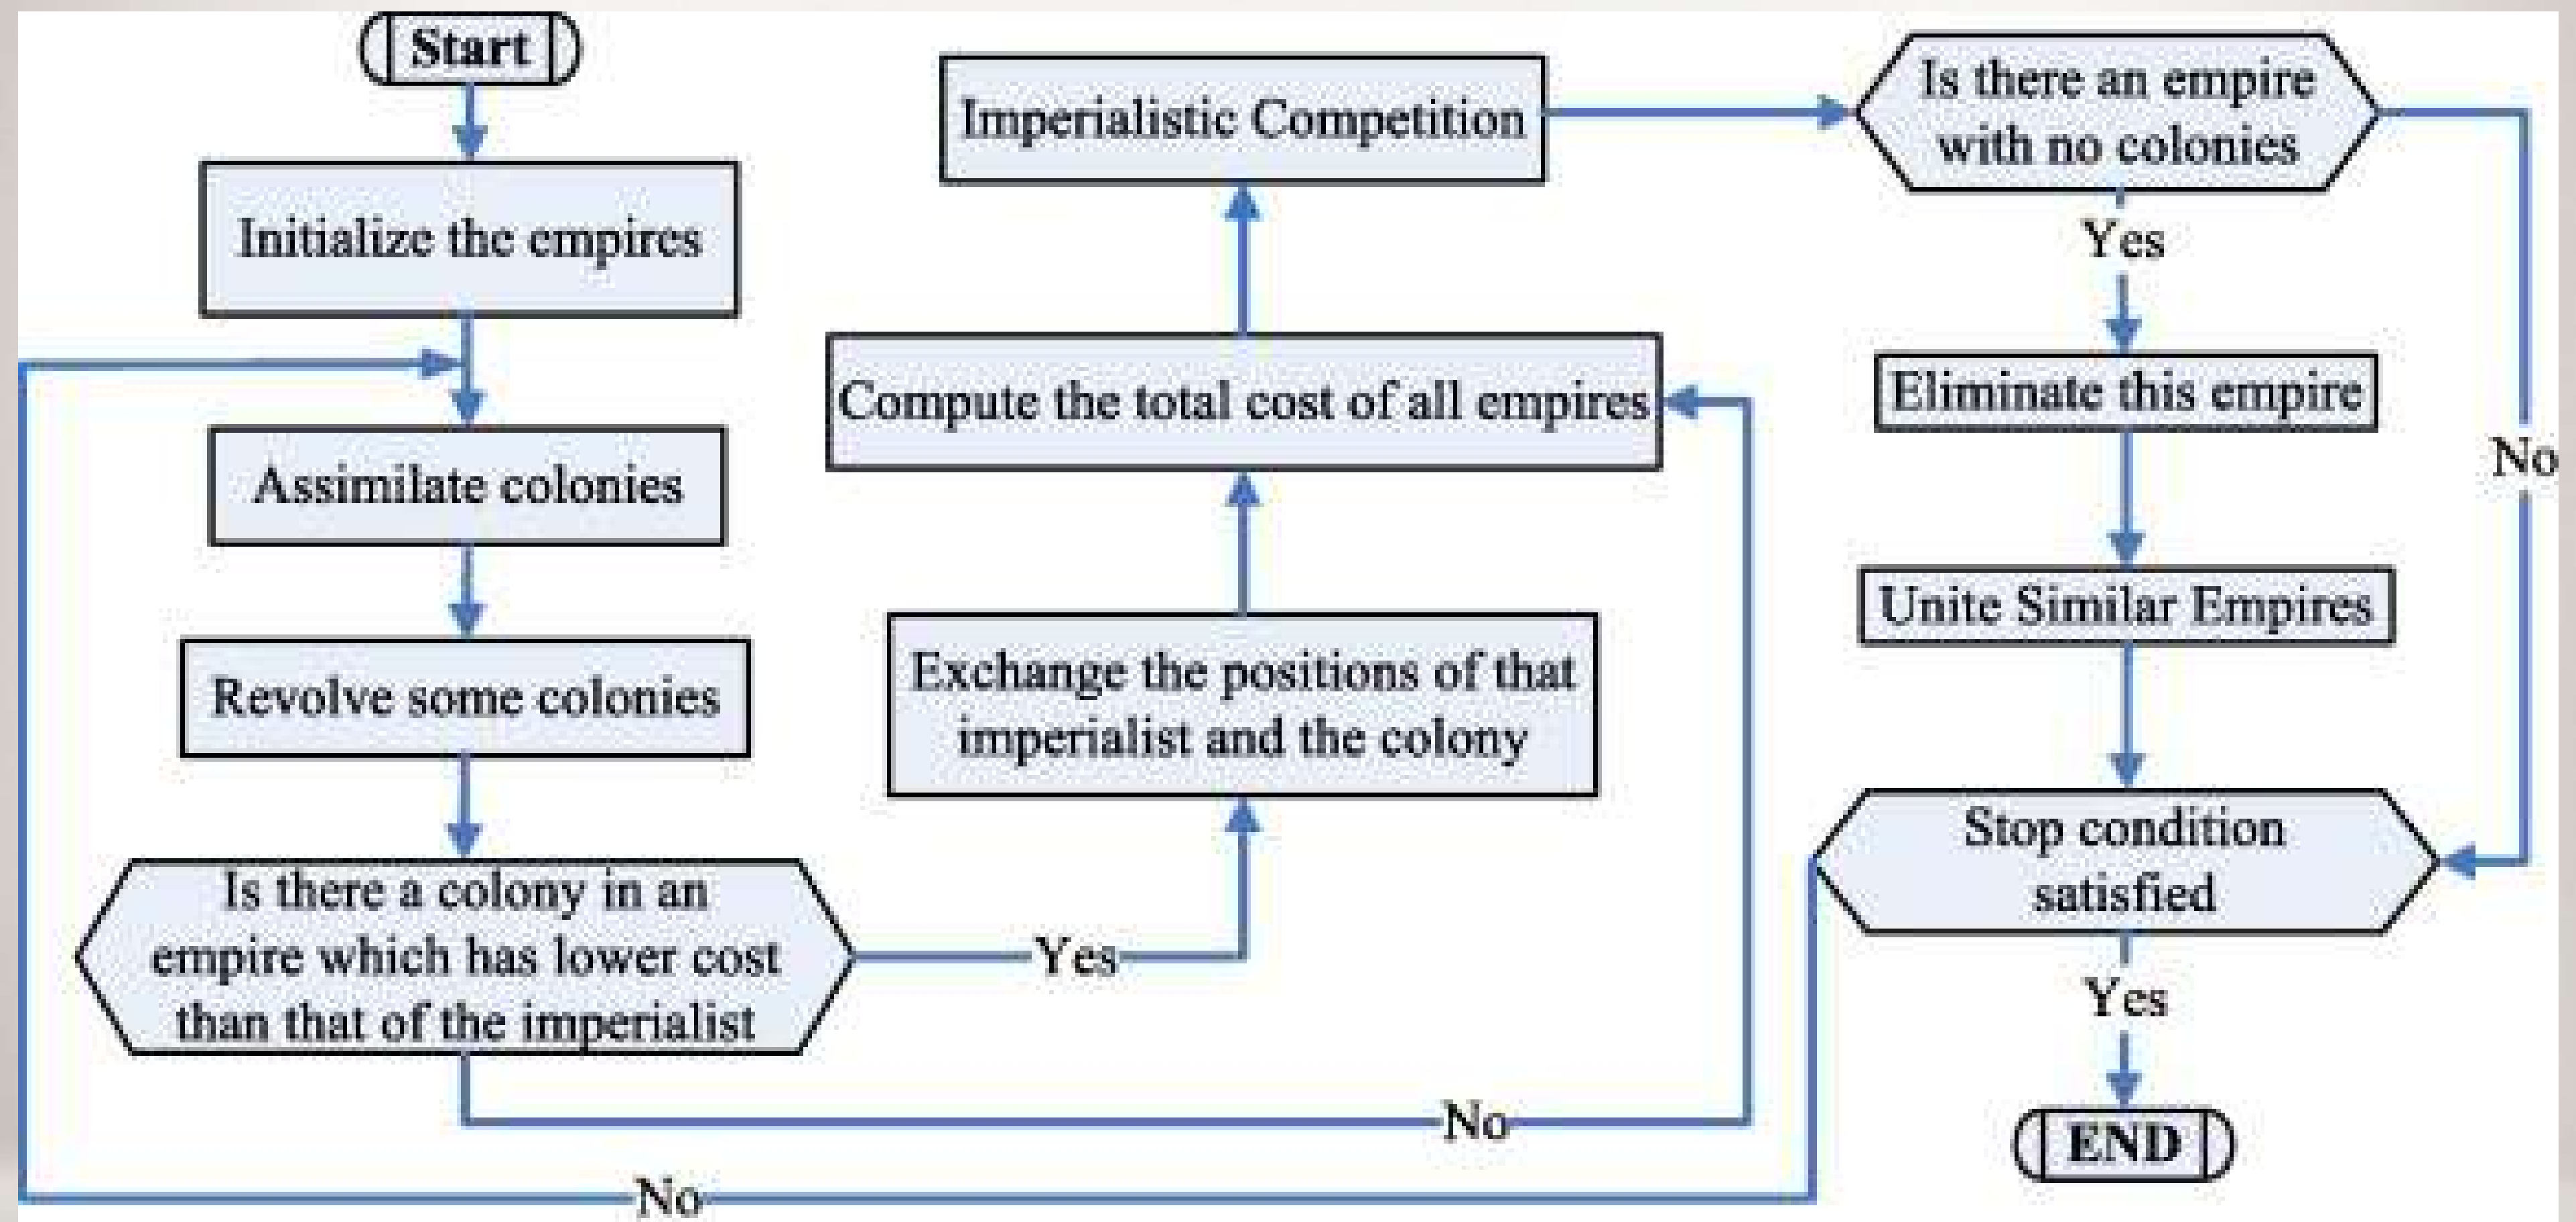 Start
Initialize the empires
Assimilate colonies
Revolve some colonies
Is there a colony in an
empire which has lower cost
than that of the imperialist
Yes
No
Exchange the positions of that
imperialist and the colony
Compute the total cost of all empires
Imperialistic Competition
Is there an empire
with no colonies
Yes
No
Eliminate this empire
Unite Similar Empires
Stop condition
satisfied
Yes
No
END